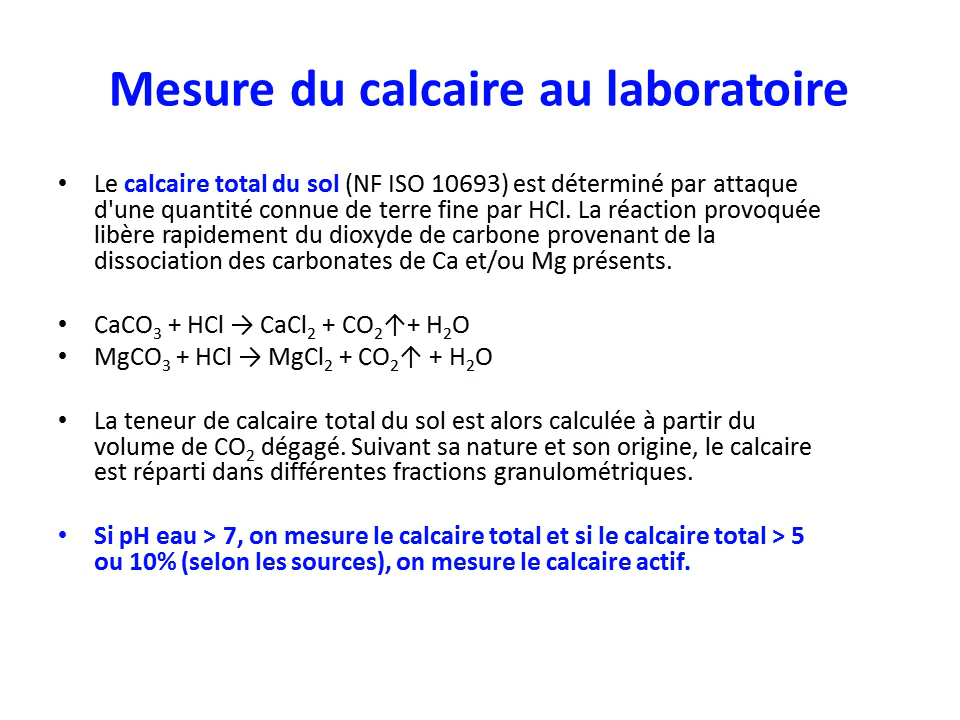 Mesure du calcaire au laboratoire
• Le calcaire total du sol (NF ISO 10693) est déterminé par attaque
d'une quantité connue de terre fine par HCl. La réaction provoquée
libère rapidement du dioxyde de carbone provenant de la
dissociation des carbonates de Ca et/ou Mg présents.
• CaCO₃ + HCl → CaCl₂ + CO₂↑+ H₂O
• MgCO₃ + HCl → MgCl₂ + CO₂↑ + H₂O
• La teneur de calcaire total du sol est alors calculée à partir du
volume de CO₂ dégagé. Suivant sa nature et son origine, le calcaire
est réparti dans différentes fractions granulométriques.
• Si pH eau > 7, on mesure le calcaire total et si le calcaire total > 5
ou 10% (selon les sources), on mesure le calcaire actif.